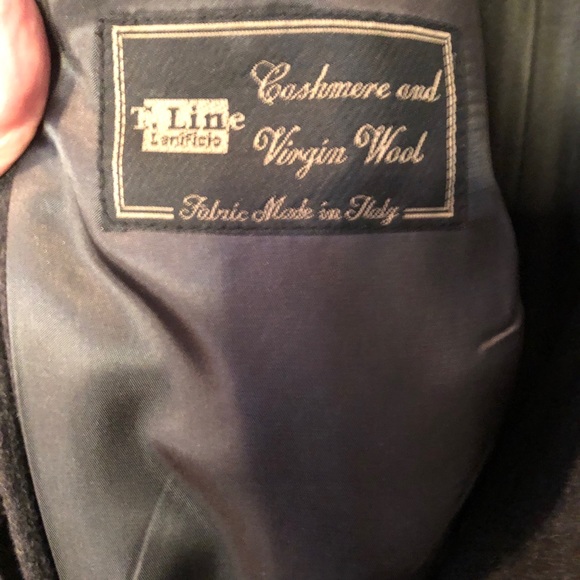 Cashmere and
T. Line
Lanificio
Virgin Wool
Fabric Made in Italy